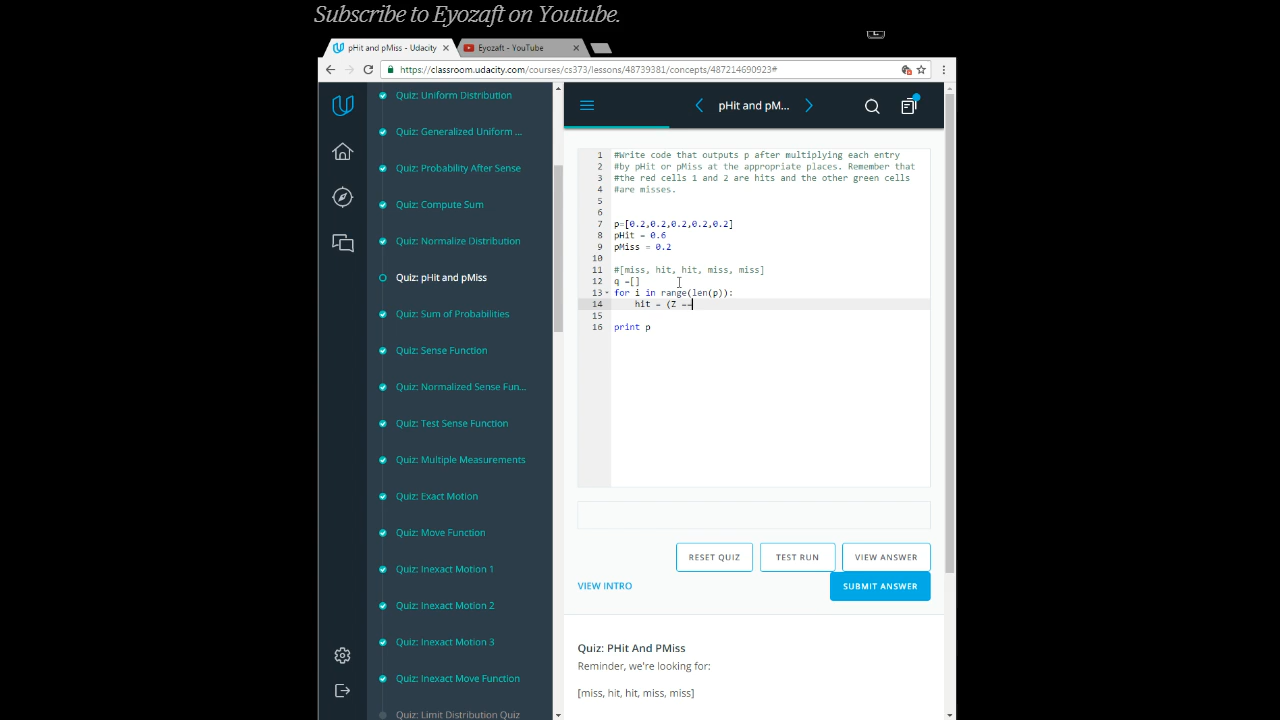 Subscribe to Eyozaft on Youtube.
pHit and pMiss - Udacity
Eyozaft - YouTube
https://classroom.udacity.com/courses/cs373/lessons/48739381/concepts/487214690923#
Quiz: Uniform Distribution
Quiz: Generalized Uniform ...
Quiz: Probability After Sense
Quiz: Compute Sum
Quiz: Normalize Distribution
Quiz: pHit and pMiss
Quiz: Sum of Probabilities
Quiz: Sense Function
Quiz: Normalized Sense Fun...
Quiz: Test Sense Function
Quiz: Multiple Measurements
Quiz: Exact Motion
Quiz: Move Function
Quiz: Inexact Motion 1
Quiz: Inexact Motion 2
Quiz: Inexact Motion 3
Quiz: Inexact Move Function
Quiz: Limit Distribution Quiz
pHit and pM...
1 #Write code that outputs p after multiplying each entry
2 #by pHit or pMiss at the appropriate places. Remember that
3 #the red cells 1 and 2 are hits and the other green cells
4 #are misses.
5
6
7 p=[0.2,0.2,0.2,0.2,0.2]
8 pHit = 0.6
9 pMiss = 0.2
10
11 #[miss, hit, hit, miss, miss]
12 q =[]
13 for i in range(len(p)):
14 hit = (Z ==
15
16 print p
RESET QUIZ
TEST RUN
VIEW ANSWER
VIEW INTRO
SUBMIT ANSWER
Quiz: PHit And PMiss
Reminder, we're looking for:
[miss, hit, hit, miss, miss]